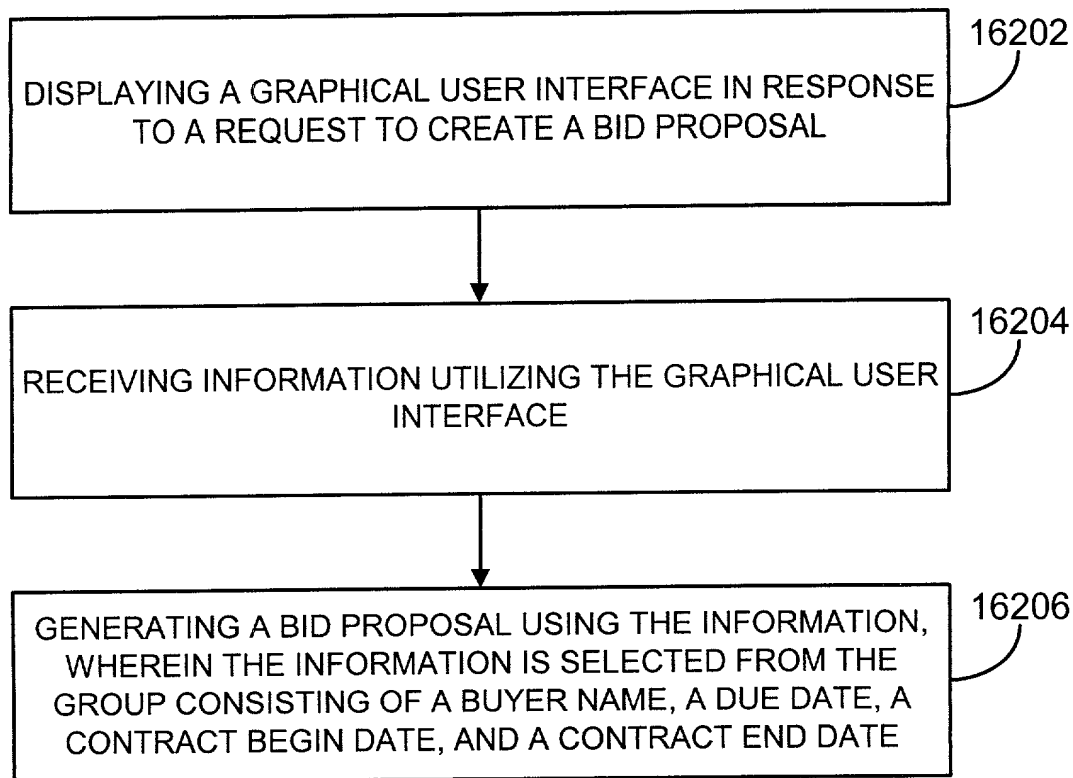 16202
DISPLAYING A GRAPHICAL USER INTERFACE IN RESPONSE
TO A REQUEST TO CREATE A BID PROPOSAL
16204
RECEIVING INFORMATION UTILIZING THE GRAPHICAL USER
INTERFACE
16206
GENERATING A BID PROPOSAL USING THE INFORMATION,
WHEREIN THE INFORMATION IS SELECTED FROM THE
GROUP CONSISTING OF A BUYER NAME, A DUE DATE, A
CONTRACT BEGIN DATE, AND A CONTRACT END DATE